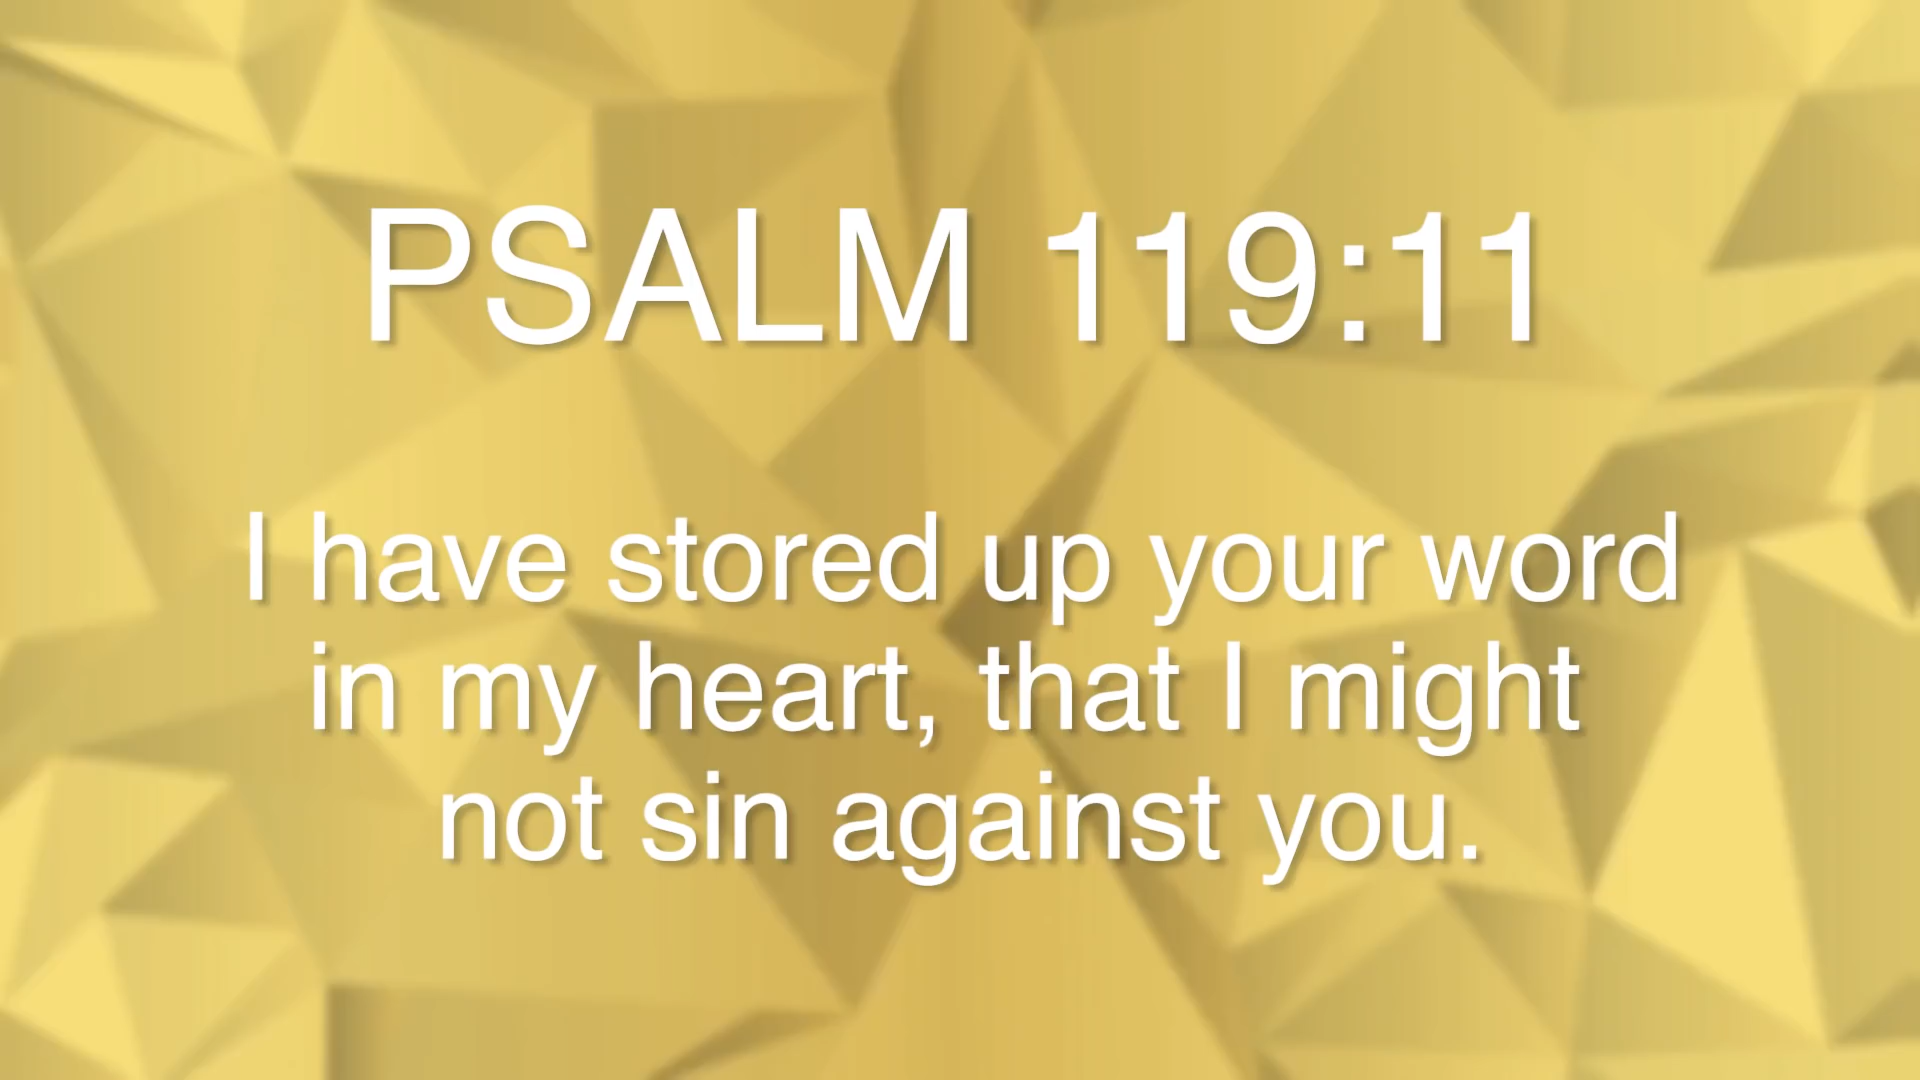 PSALM 119:11
I have stored up your word
in my heart, that I might
not sin against you.